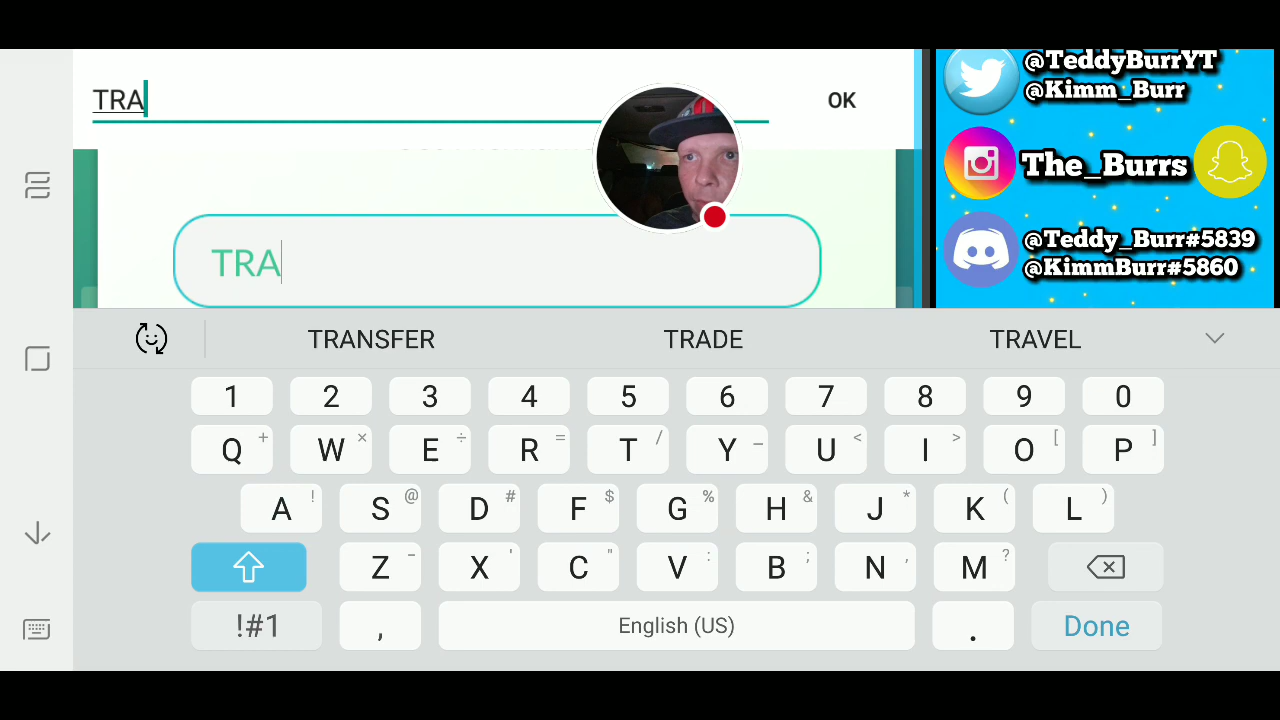 TRA
OK
TRA
@TeddyBurrYT
@Kimm_Burr
The_Burrs
@Teddy_Burr#5839
@KimmBurr#5860
TRANSFER TRADE TRAVEL
1 2 3 4 5 6 7 8 9 0
Q + W × E ÷ R = T / Y _ U < I > O [ P ]
A ! S @ D # F $ G % H & J * K ( L )
Z - X ' C " V : B ; N , M ?
!#1 , English (US) . Done